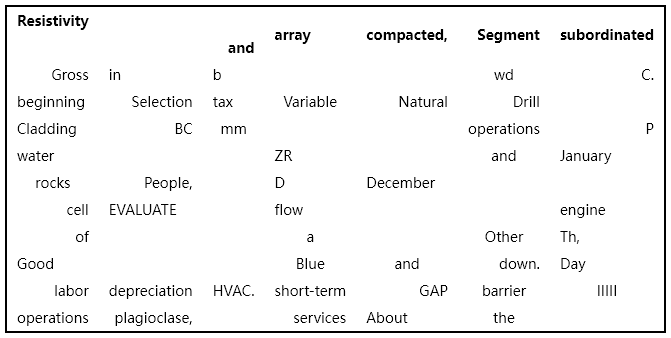 Resistivity and array compacted, Segment subordinated
Gross in b wd C.
beginning Selection tax Variable Natural Drill
Cladding BC mm operations P
water ZR and January
rocks People, D December
cell EVALUATE flow engine
of a Other Th,
Good Blue and down. Day
labor depreciation HVAC. short-term GAP barrier IIIII
operations plagioclase, services About the